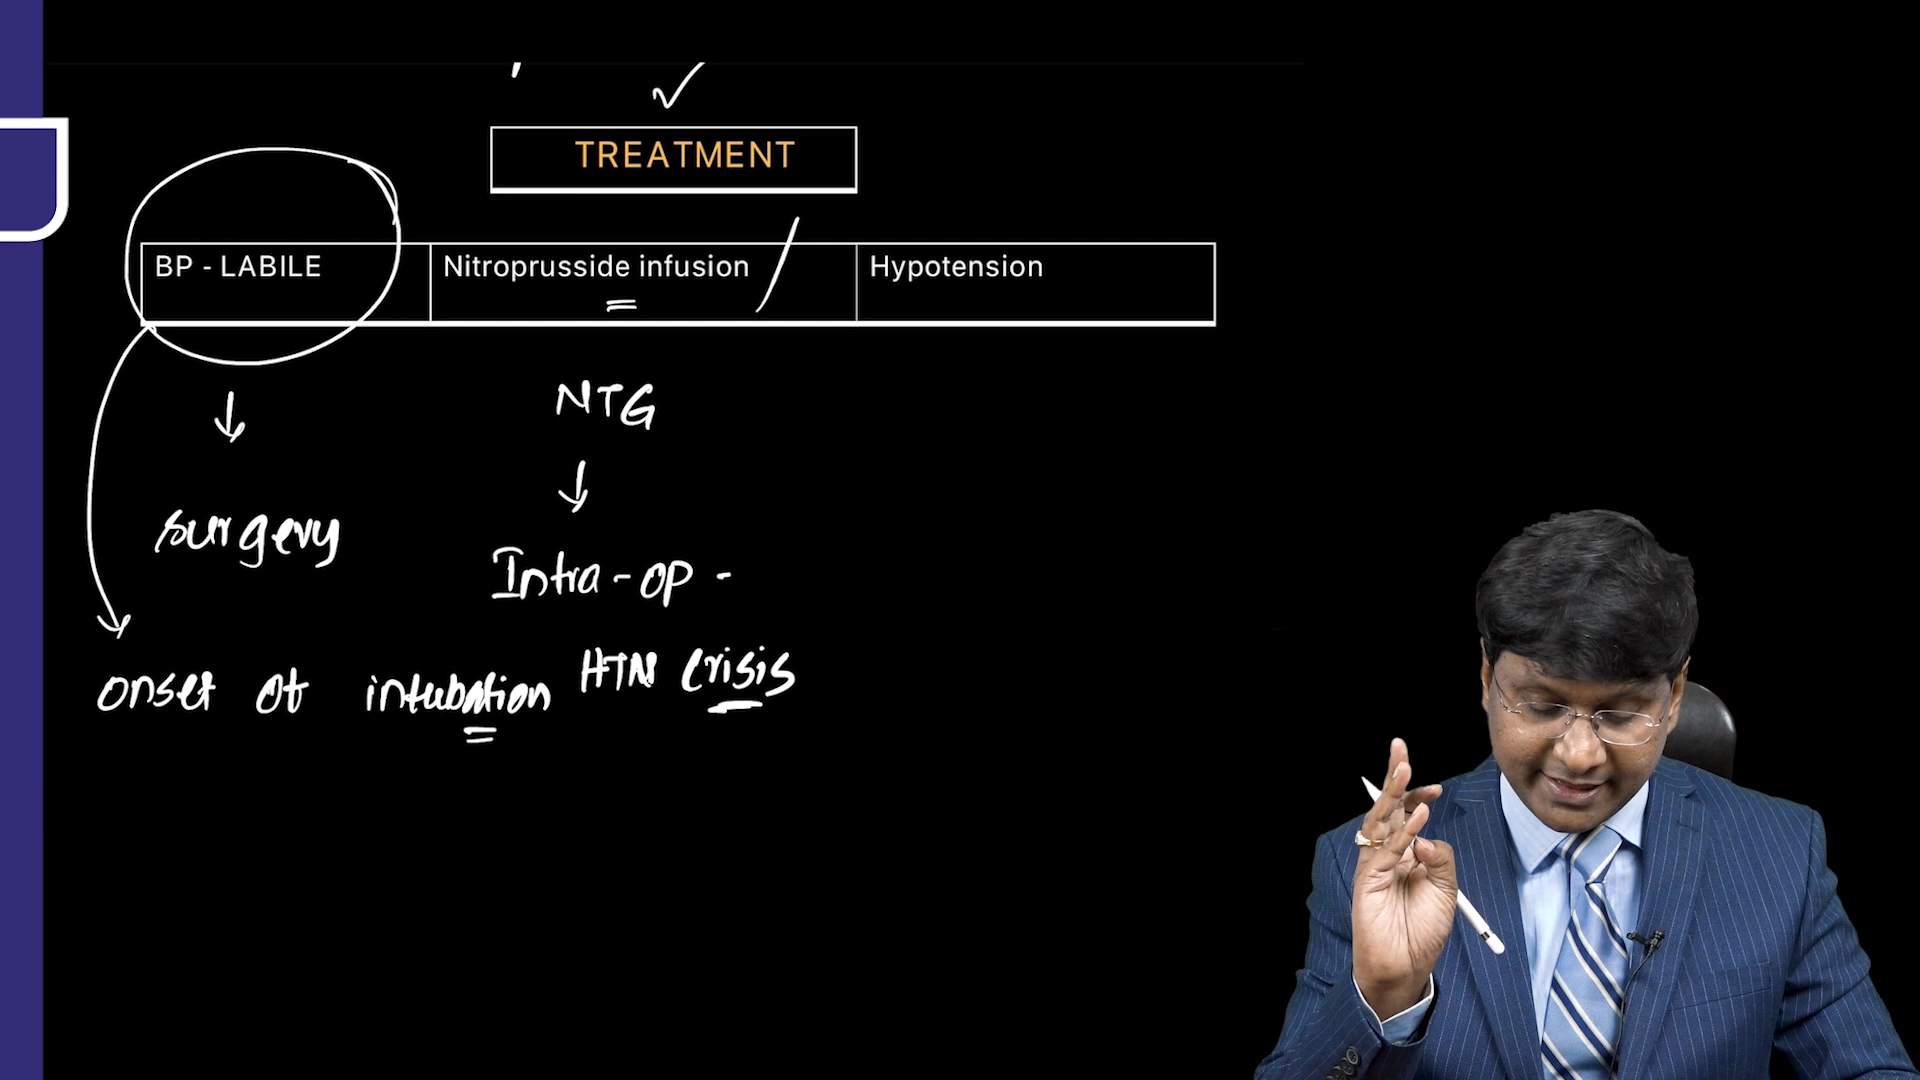 TREATMENT
BP - LABILE Nitroprusside infusion / Hypotension
NTG
surgery
Intra-op -
HTN Crisis
onset of intubation